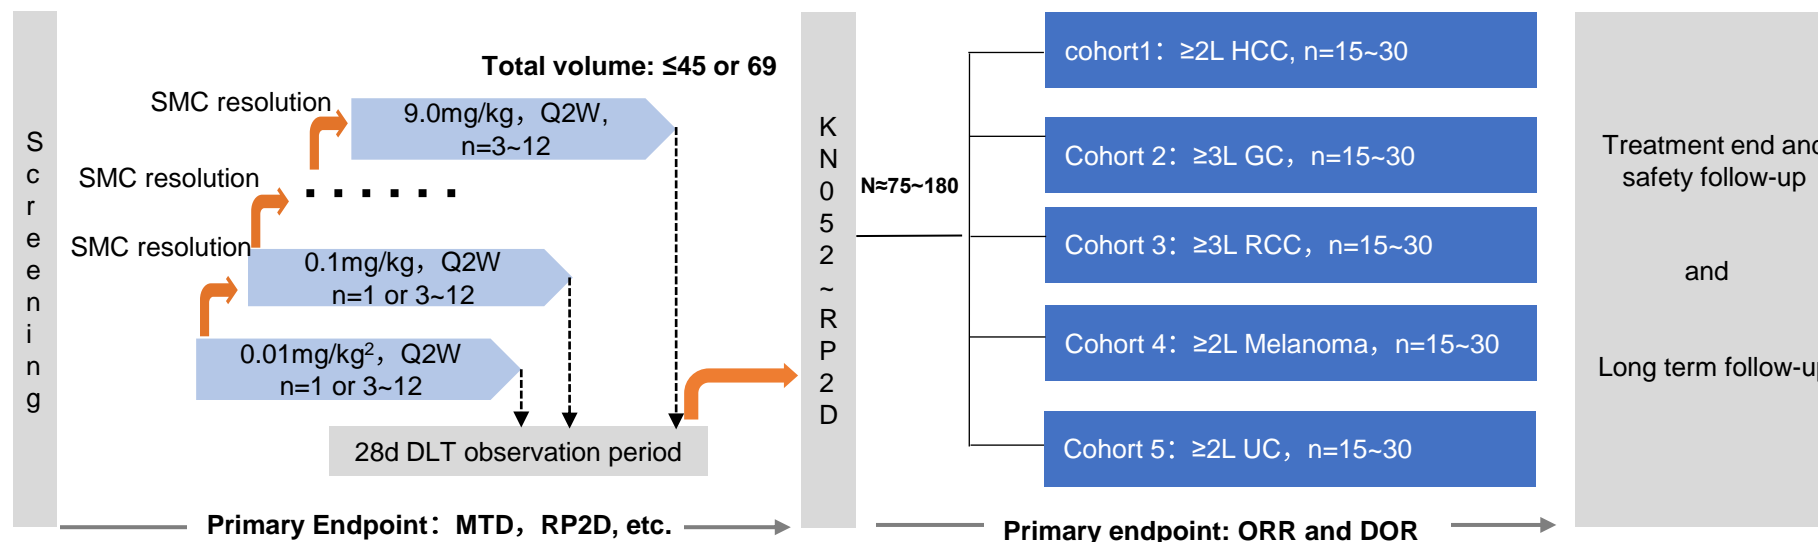 Screening
Total volume: ≤45 or 69
SMC resolution
9.0mg/kg，Q2W,
n=3~12
SMC resolution
......
SMC resolution
0.1mg/kg，Q2W
n=1 or 3~12
0.01mg/kg²，Q2W
n=1 or 3~12
28d DLT observation period
Primary Endpoint：MTD，RP2D, etc.
KN052~RP2D
N≈75~180
cohort1：≥2L HCC, n=15~30
Cohort 2：≥3L GC，n=15~30
Cohort 3：≥3L RCC，n=15~30
Cohort 4：≥2L Melanoma，n=15~30
Cohort 5：≥2L UC，n=15~30
Primary endpoint: ORR and DOR
Treatment end and
safety follow-up
and
Long term follow-up